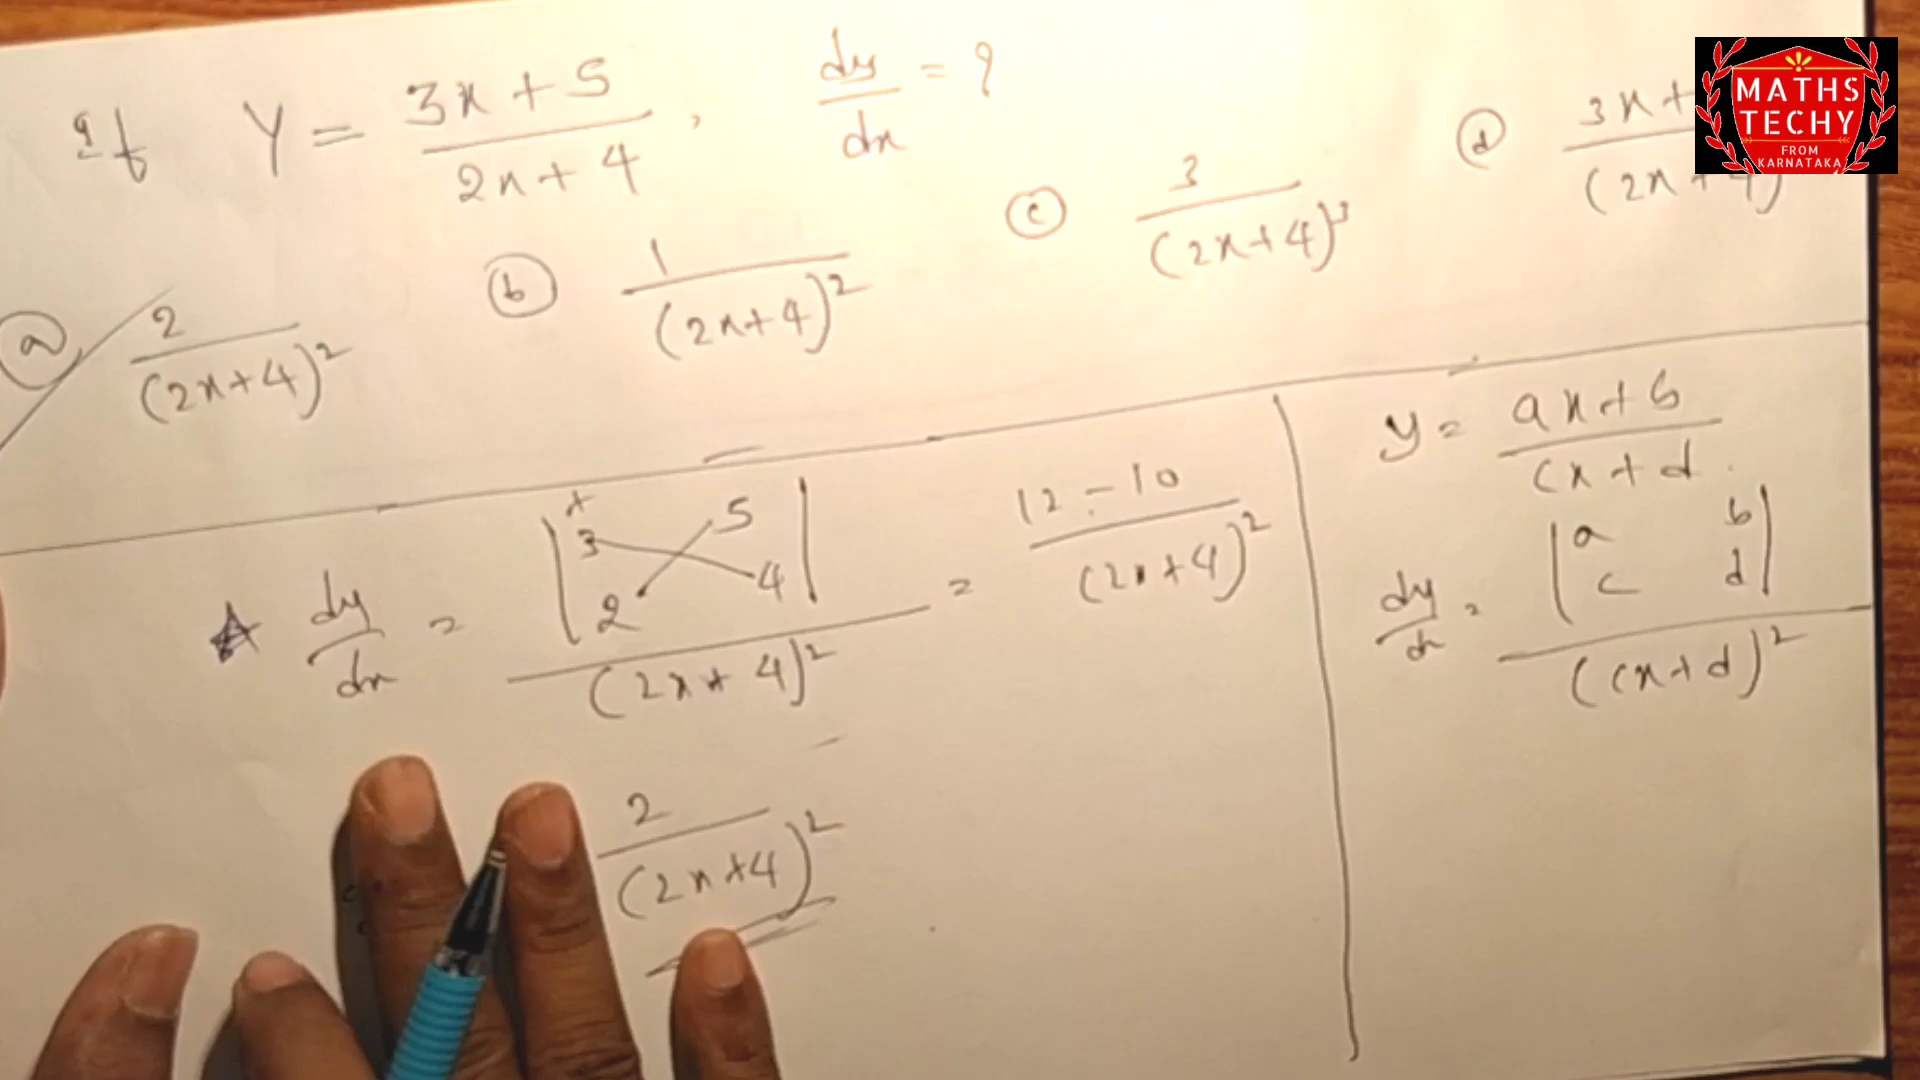 If Y = 3x + 5 / 2x + 4 , dy/dx = ?
(a) 2 / (2x+4)² (b) 1 / (2x+4)² (c) 3 / (2x+4)³ (d) 3x+ / (2x+4)
dy/dx = |3 5 / 2 4| / (2x+4)² = 12 - 10 / (2x+4)²
2 / (2x+4)²
y = ax+b / cx+d
dy/dx = |a b / c d| / (cx+d)²
MATHS
TECHY
FROM
KARNATAKA